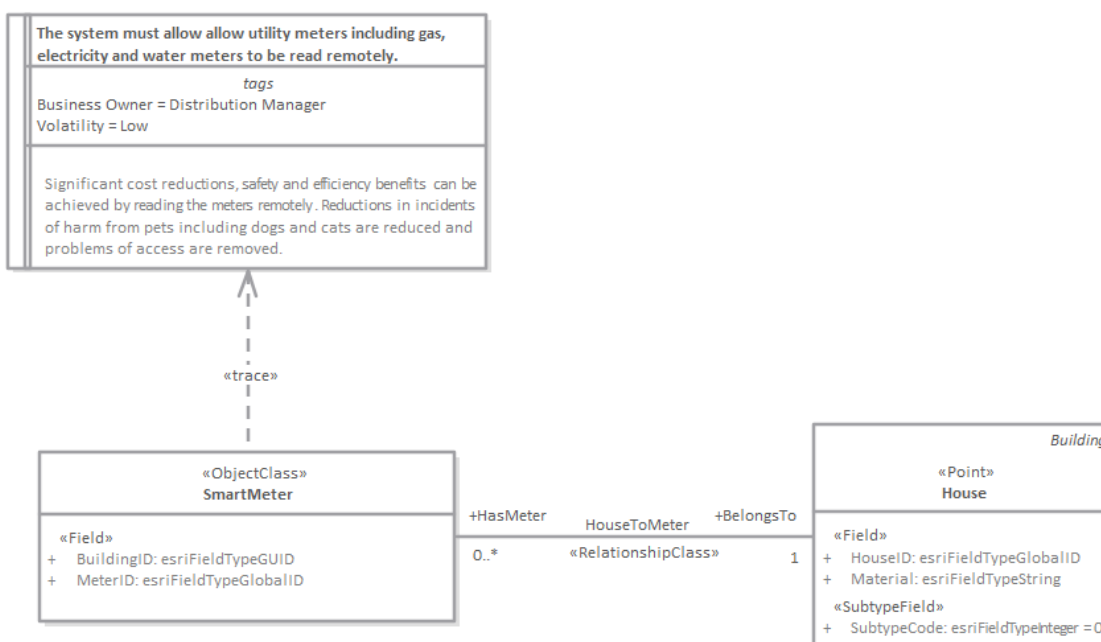 The system must allow allow utility meters including gas,
electricity and water meters to be read remotely.
tags
Business Owner = Distribution Manager
Volatility = Low
Significant cost reductions, safety and efficiency benefits can be
achieved by reading the meters remotely. Reductions in incidents
of harm from pets including dogs and cats are reduced and
problems of access are removed.
«trace»
«ObjectClass»
SmartMeter
«Field»
+ BuildingID: esriFieldTypeGUID
+ MeterID: esriFieldTypeGlobalID
+HasMeter
HouseToMeter
+BelongsTo
0..*
«RelationshipClass»
1
Building
«Point»
House
«Field»
+ HouseID: esriFieldTypeGlobalID
+ Material: esriFieldTypeString
«SubtypeField»
+ SubtypeCode: esriFieldTypeInteger = 0